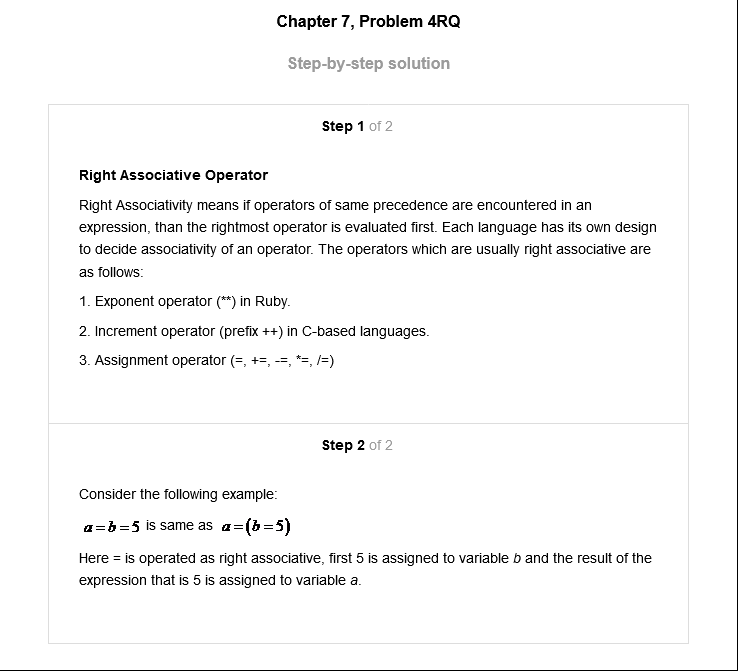 Chapter 7, Problem 4RQ
Step-by-step solution
Step 1 of 2
Right Associative Operator
Right Associativity means if operators of same precedence are encountered in an
expression, than the rightmost operator is evaluated first. Each language has its own design
to decide associativity of an operator. The operators which are usually right associative are
as follows:
1. Exponent operator (**) in Ruby.
2. Increment operator (prefix ++) in C-based languages.
3. Assignment operator (=, +=, -=, *=, /=)
Step 2 of 2
Consider the following example:
a=b=5 is same as a=(b=5)
Here = is operated as right associative, first 5 is assigned to variable b and the result of the
expression that is 5 is assigned to variable a.